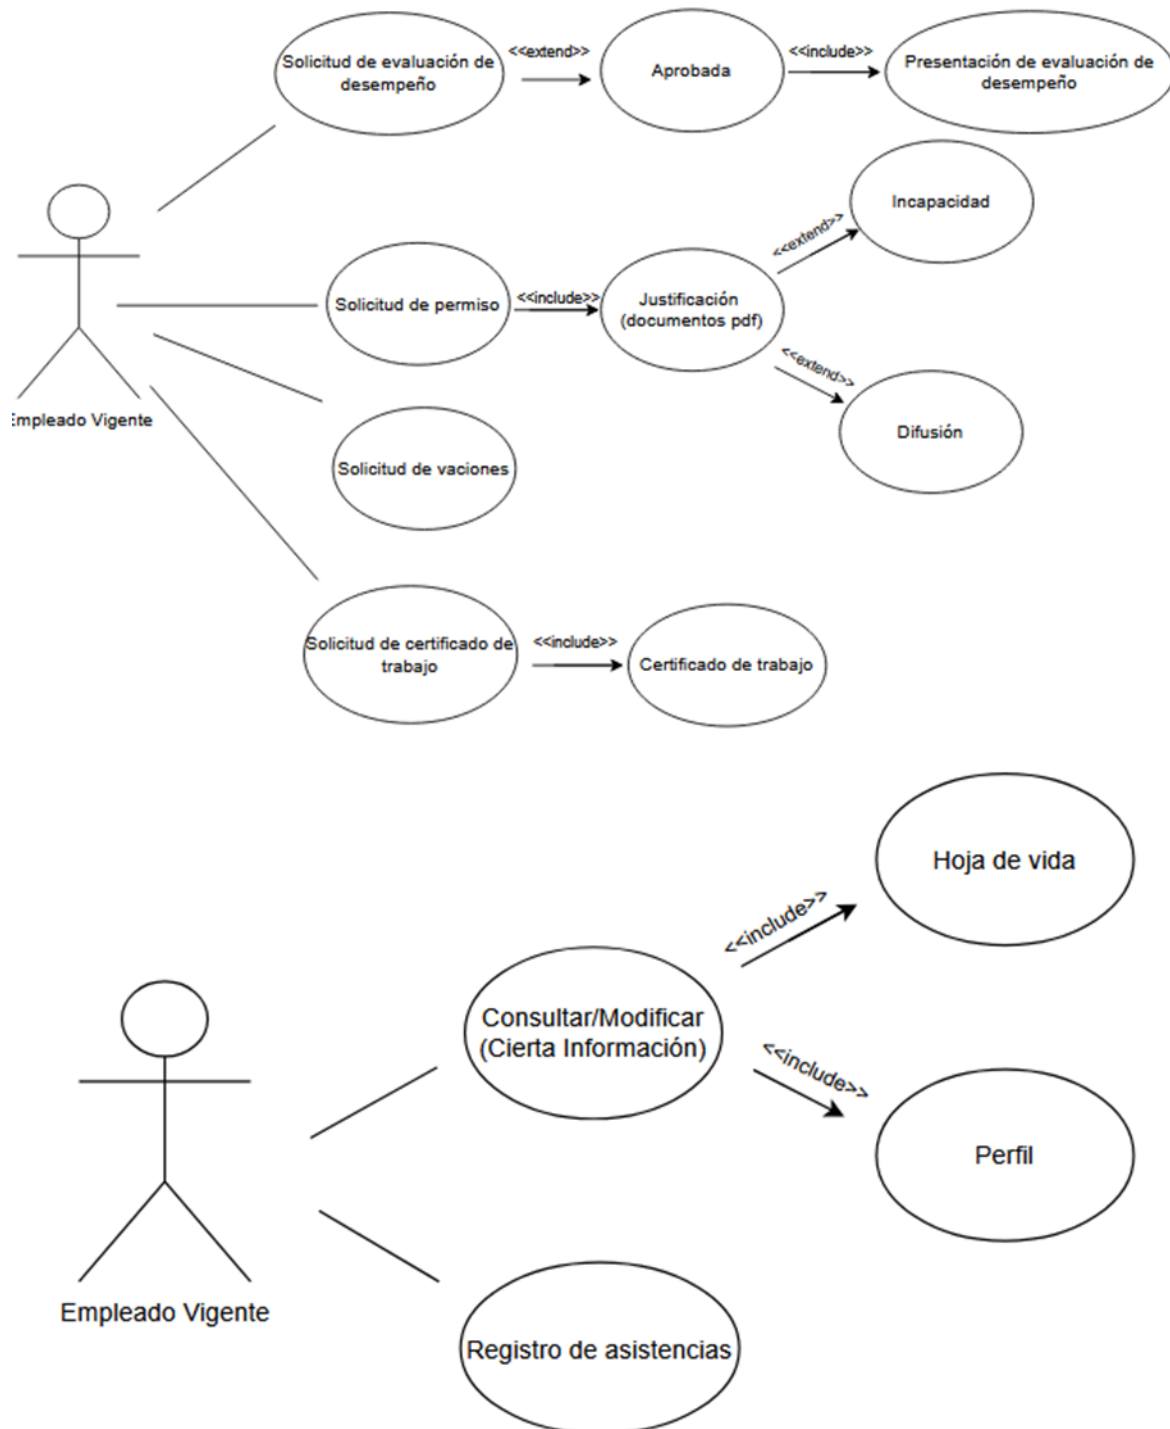 Solicitud de evaluación de
desempeño
<<extend>>
Aprobada
<<include>>
Presentación de evaluación de
desempeño
Incapacidad
<<extend>>
Solicitud de permiso
<<include>>
Justificación
(documentos pdf)
<<extend>>
Difusión
Empleado Vigente
Solicitud de vaciones
Solicitud de certificado de
trabajo
<<include>>
Certificado de trabajo
Hoja de vida
<<include>>
Consultar/Modificar
(Cierta Información)
<<include>>
Perfil
Empleado Vigente
Registro de asistencias